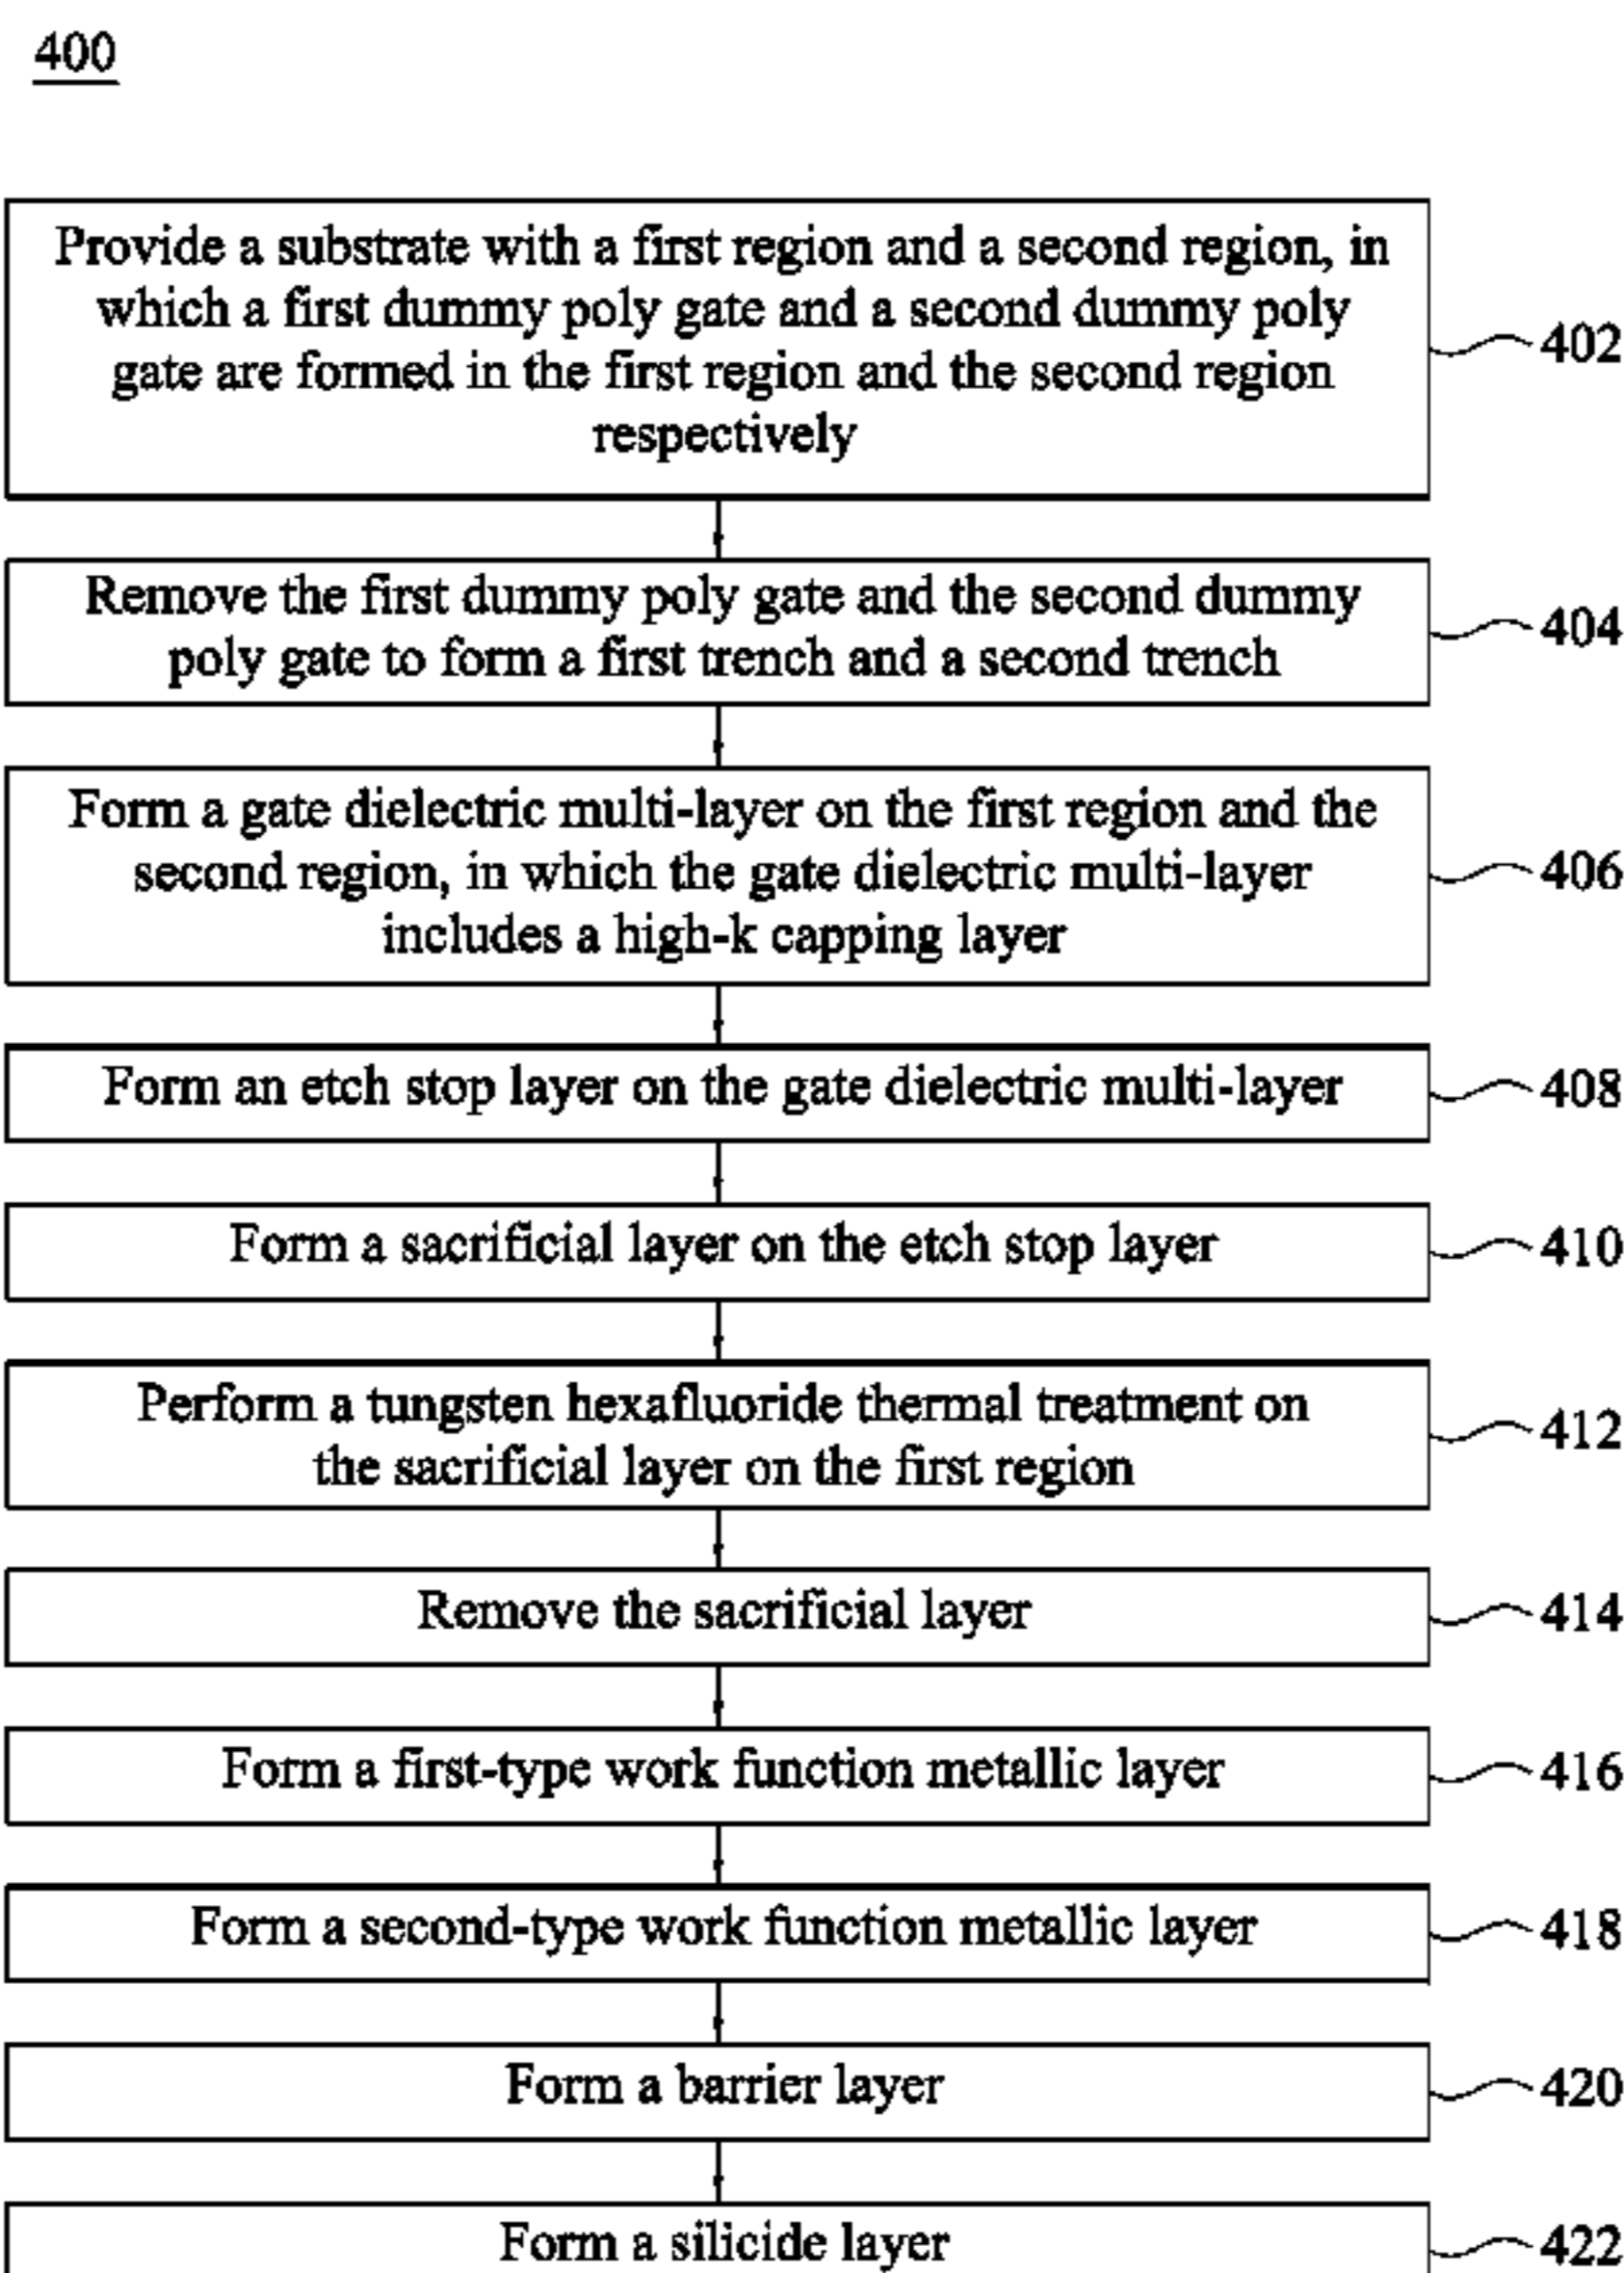 400
Provide a substrate with a first region and a second region, in
which a first dummy poly gate and a second dummy poly
gate are formed in the first region and the second region
respectively
402
Remove the first dummy poly gate and the second dummy
poly gate to form a first trench and a second trench
404
Form a gate dielectric multi-layer on the first region and the
second region, in which the gate dielectric multi-layer
includes a high-k capping layer
406
Form an etch stop layer on the gate dielectric multi-layer
408
Form a sacrificial layer on the etch stop layer
410
Perform a tungsten hexafluoride thermal treatment on
the sacrificial layer on the first region
412
Remove the sacrificial layer
414
Form a first-type work function metallic layer
416
Form a second-type work function metallic layer
418
Form a barrier layer
420
Form a silicide layer
422